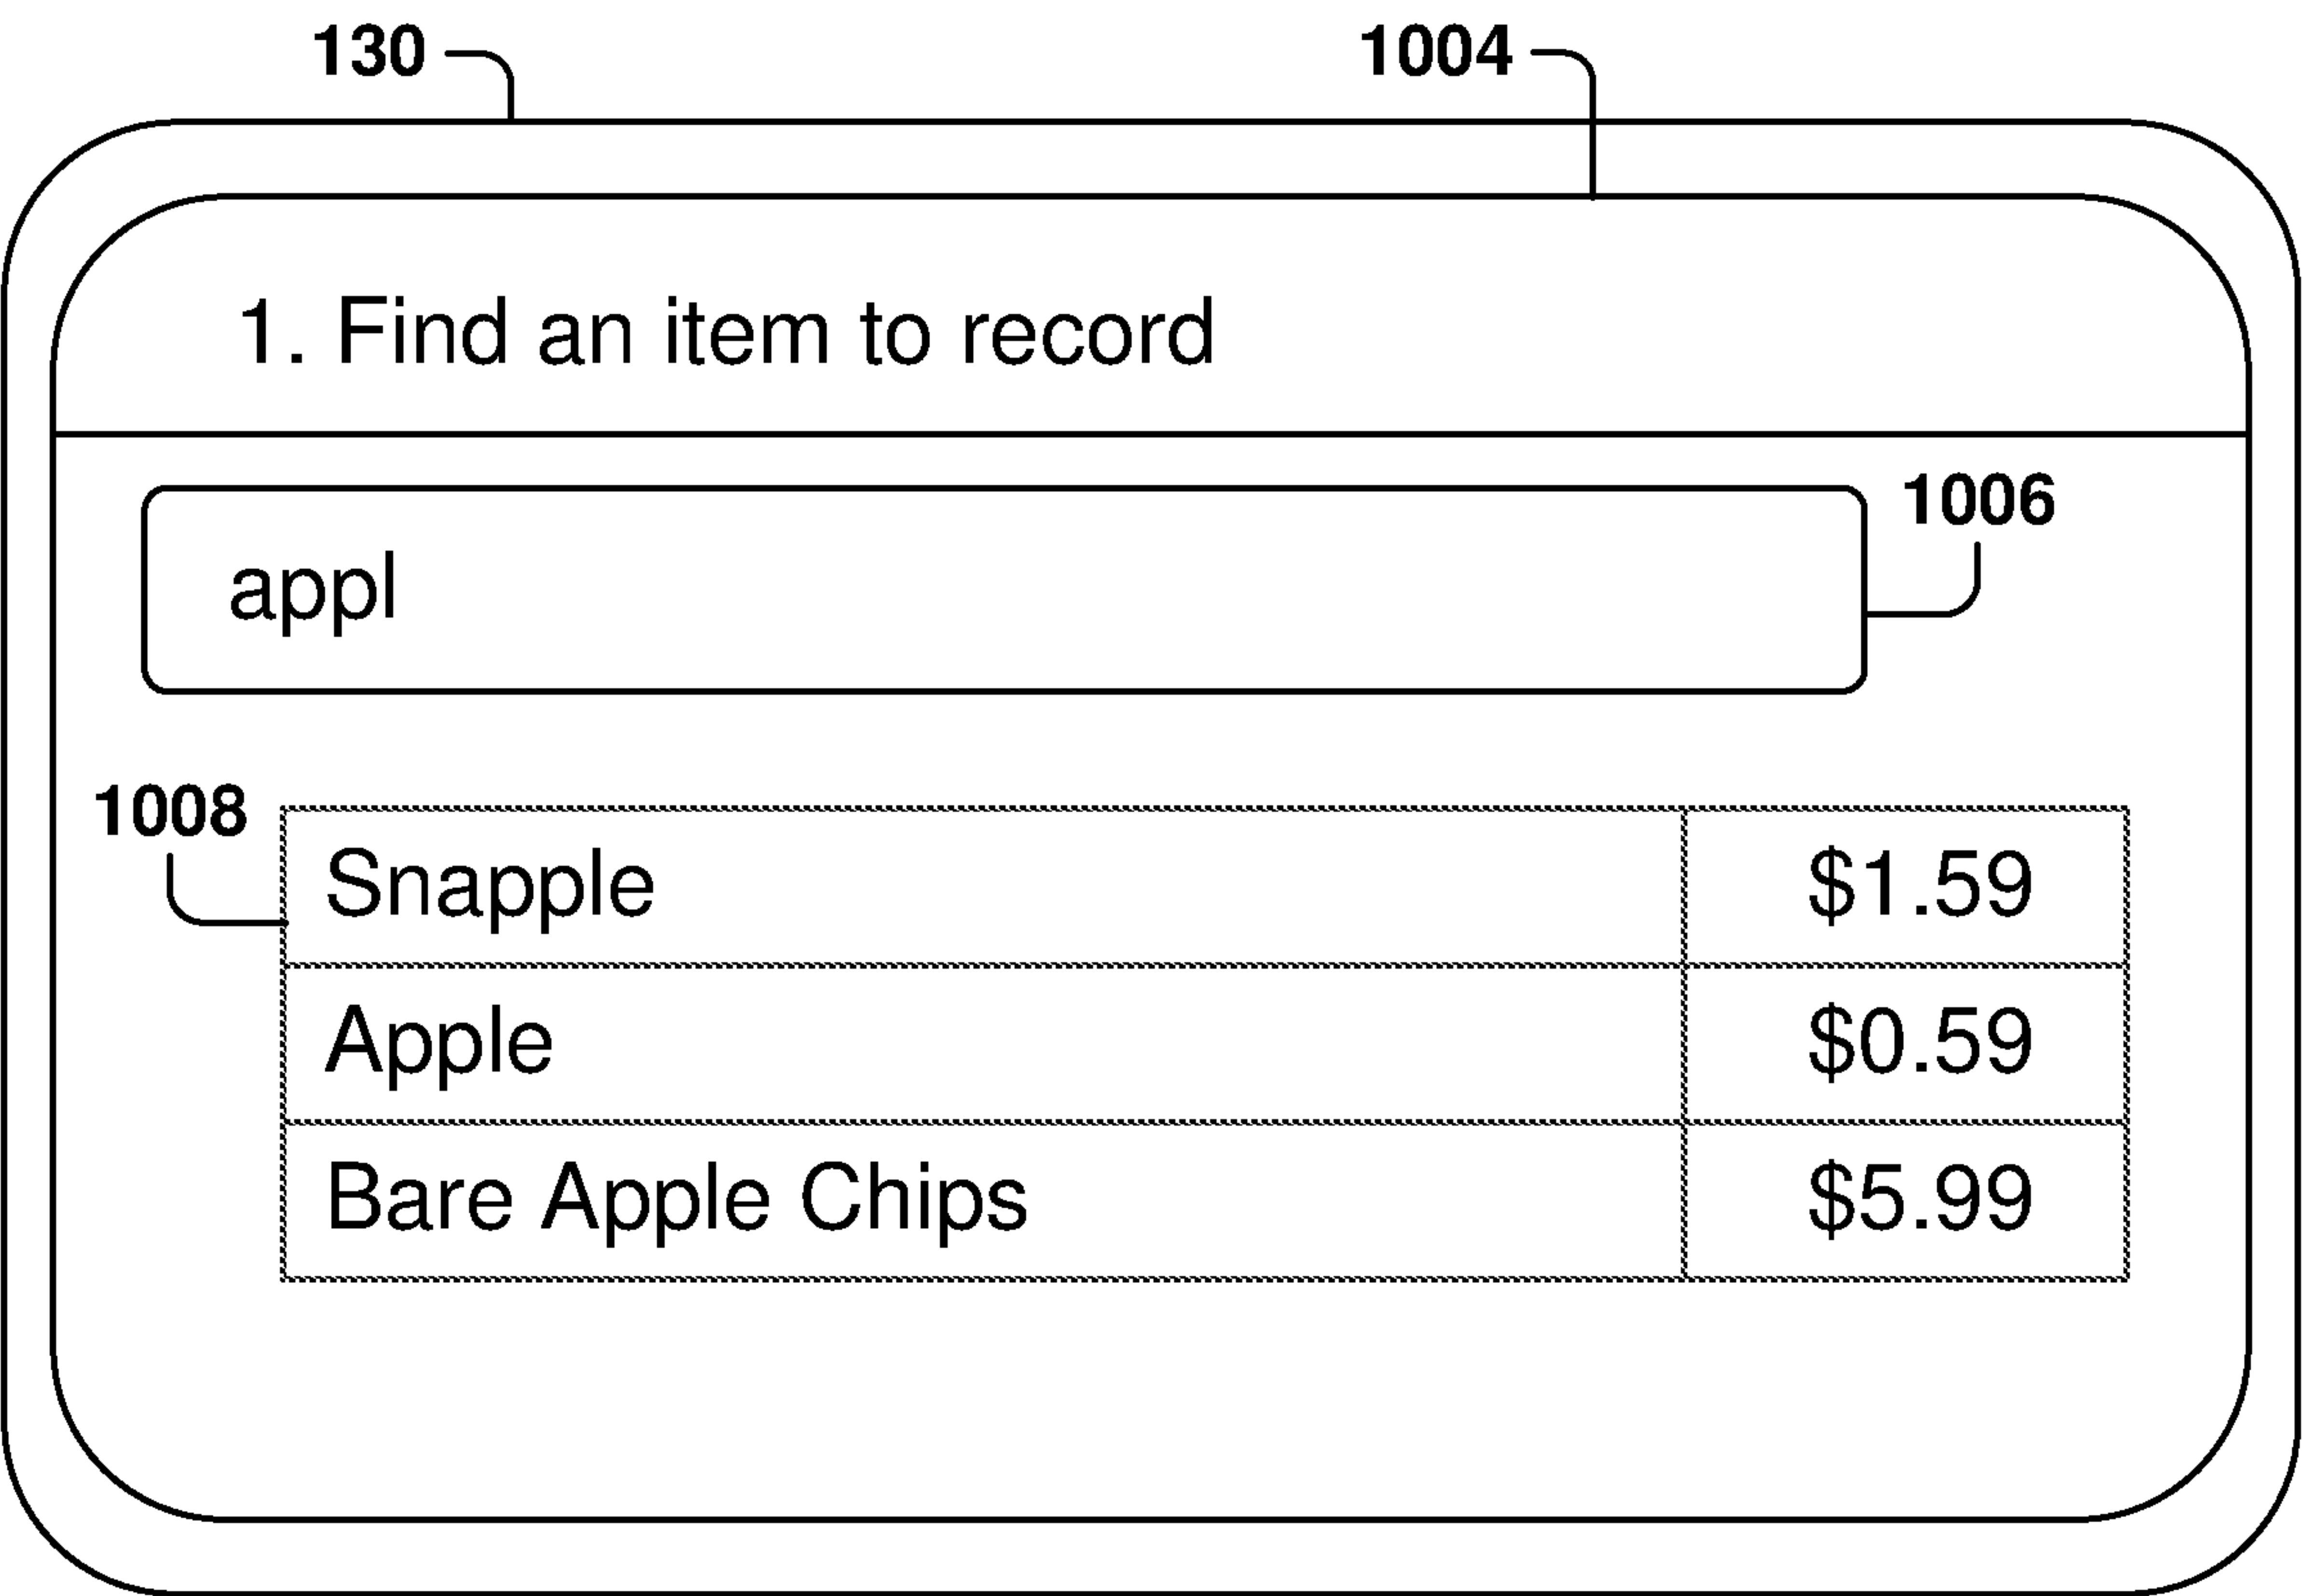 130
1004
1. Find an item to record
1006
appl
1008
Snapple $1.59
Apple $0.59
Bare Apple Chips $5.99